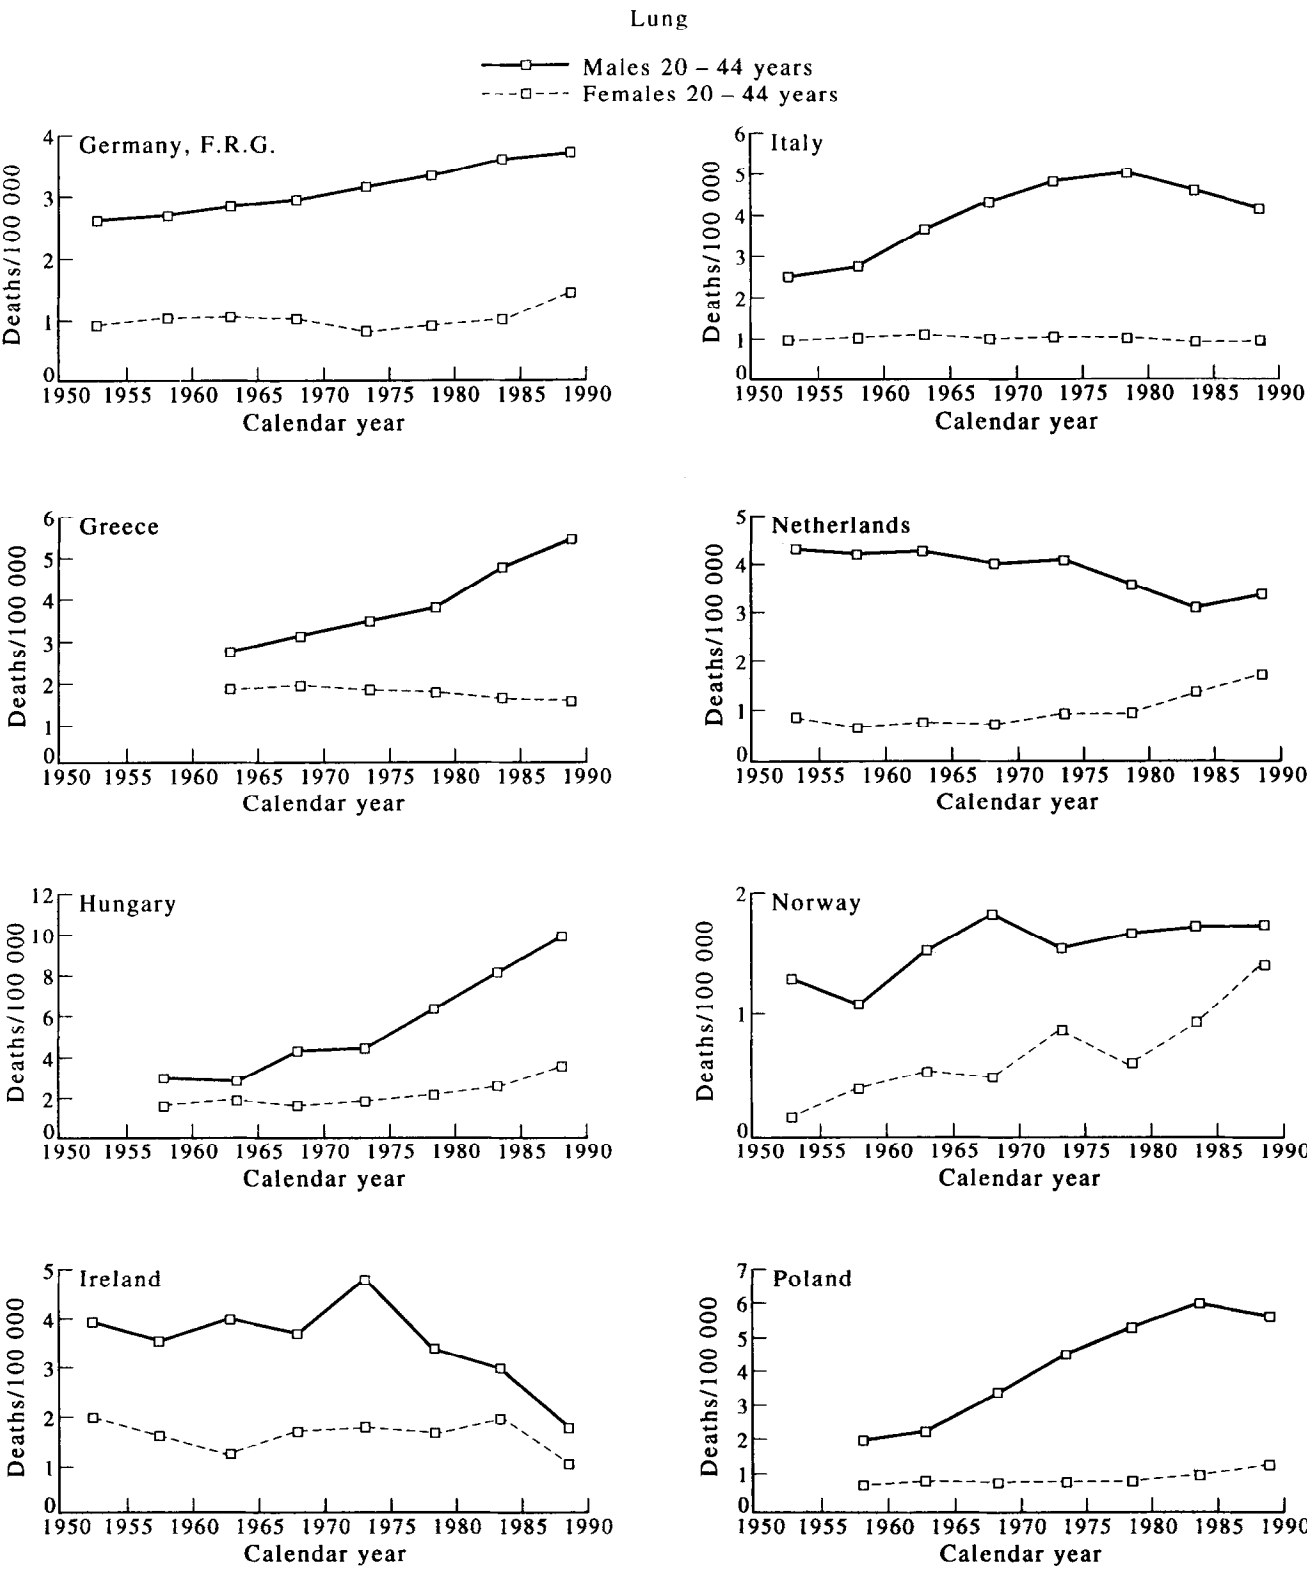 Lung
Males 20 – 44 years
Females 20 – 44 years
Germany, F.R.G.
Deaths/100 000
4
3
2
1
0
1950 1955 1960 1965 1970 1975 1980 1985 1990
Calendar year
Italy
Deaths/100 000
6
5
4
3
2
1
0
1950 1955 1960 1965 1970 1975 1980 1985 1990
Calendar year
Greece
Deaths/100 000
6
5
4
3
2
1
0
1950 1955 1960 1965 1970 1975 1980 1985 1990
Calendar year
Netherlands
Deaths/100 000
5
4
3
2
1
0
1950 1955 1960 1965 1970 1975 1980 1985 1990
Calendar year
Hungary
Deaths/100 000
12
10
8
6
4
2
0
1950 1955 1960 1965 1970 1975 1980 1985 1990
Calendar year
Norway
Deaths/100 000
2
1
0
1950 1955 1960 1965 1970 1975 1980 1985 1990
Calendar year
Ireland
Deaths/100 000
5
4
3
2
1
0
1950 1955 1960 1965 1970 1975 1980 1985 1990
Calendar year
Poland
Deaths/100 000
7
6
5
4
3
2
1
0
1950 1955 1960 1965 1970 1975 1980 1985 1990
Calendar year